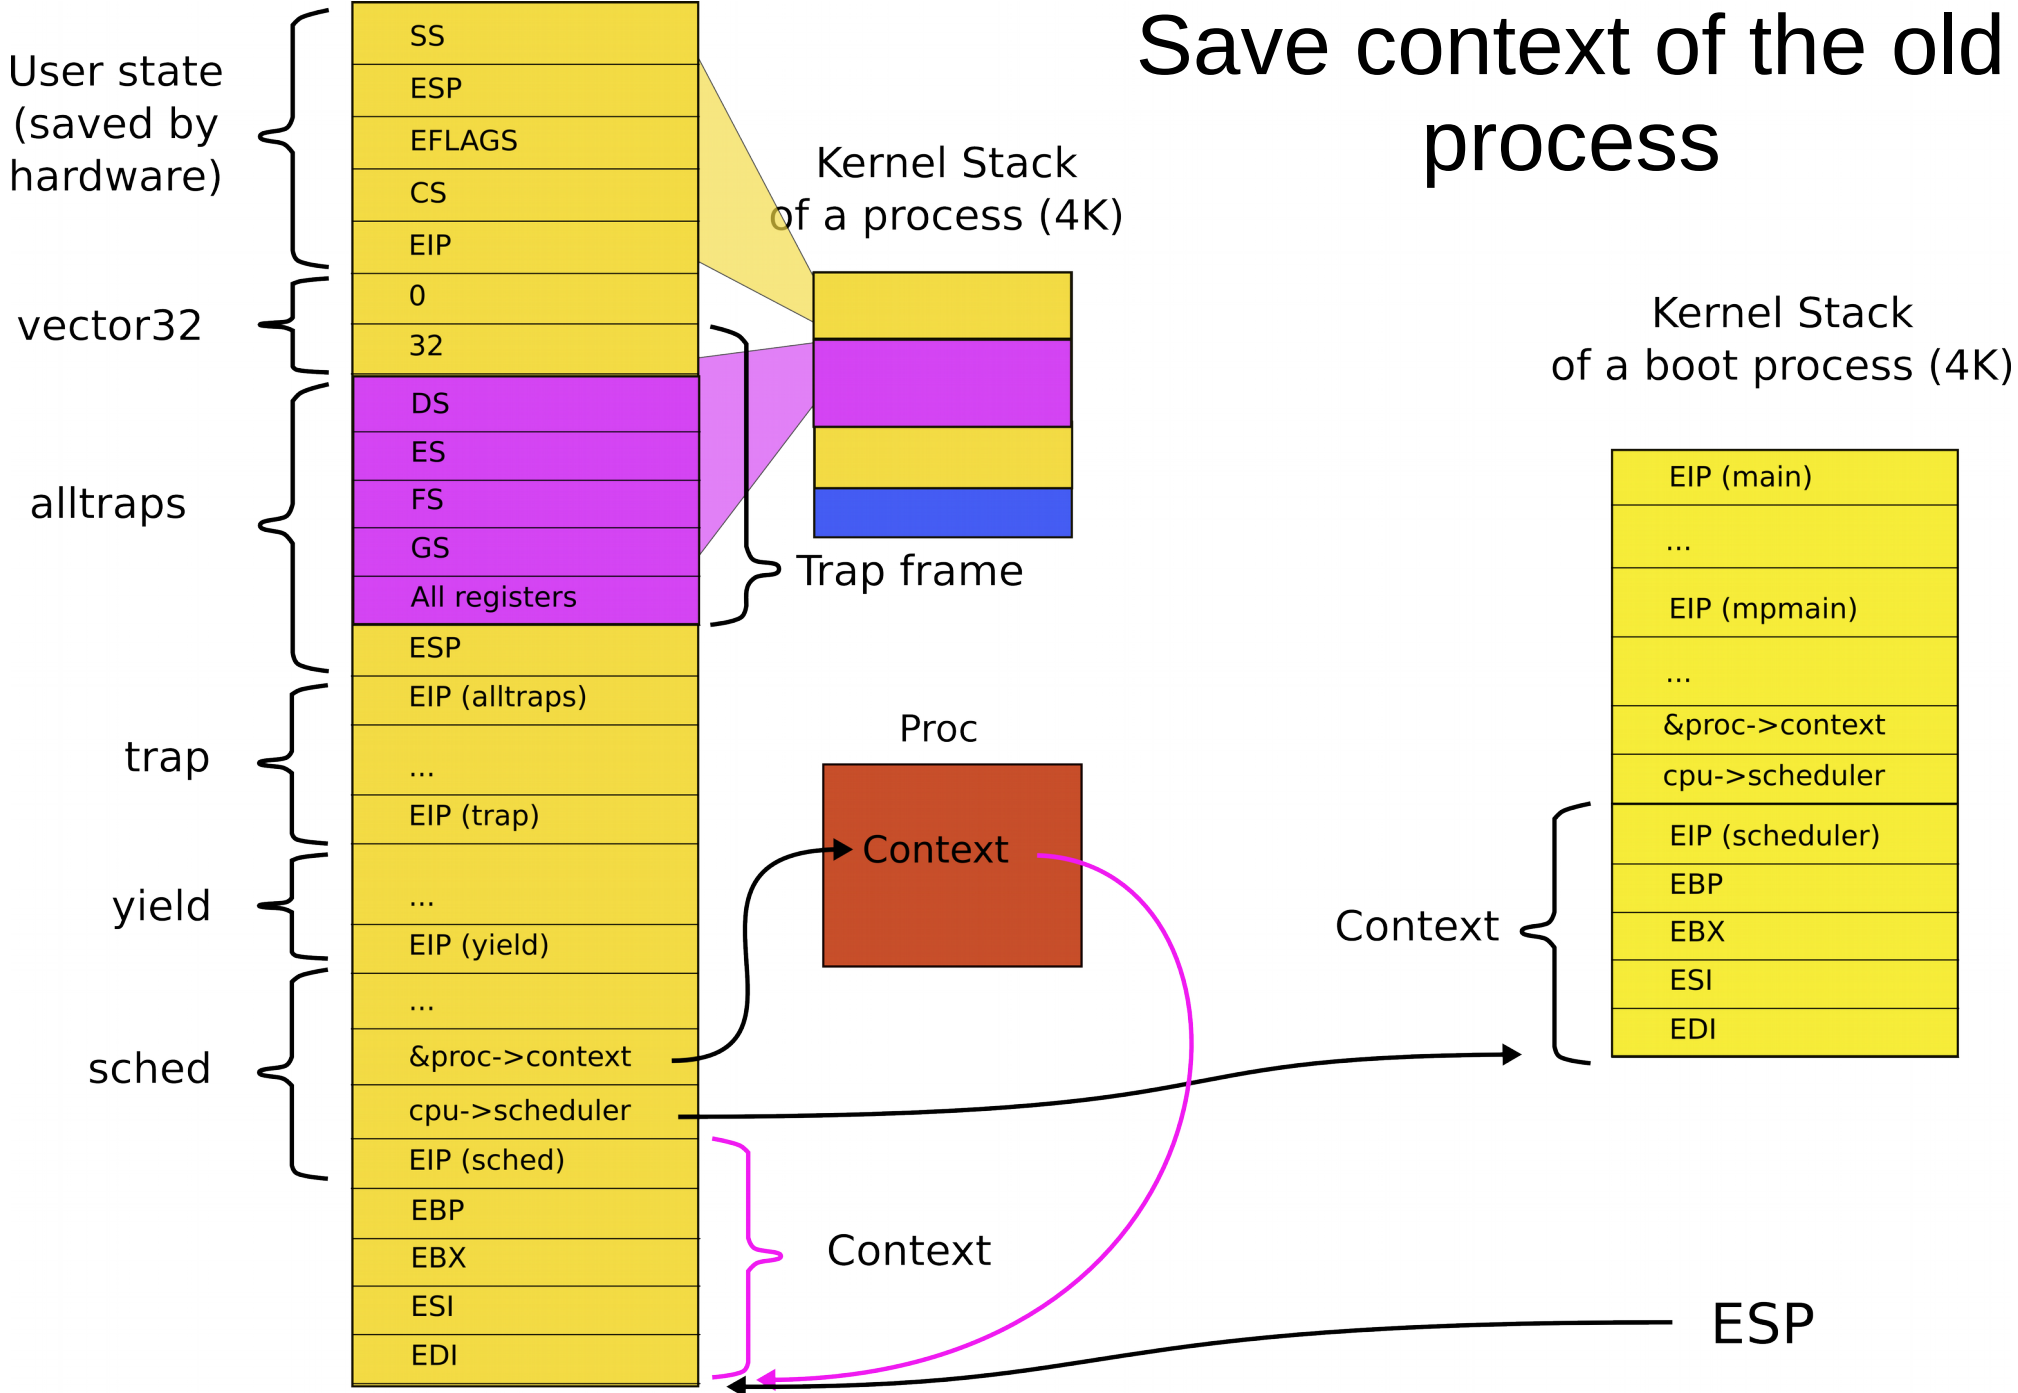 Save context of the old
process
User state
(saved by
hardware)
vector32
alltraps
trap
yield
sched
SS
ESP
EFLAGS
CS
EIP
0
32
DS
ES
FS
GS
All registers
ESP
EIP (alltraps)
...
EIP (trap)
...
EIP (yield)
...
&proc->context
cpu->scheduler
EIP (sched)
EBP
EBX
ESI
EDI
Kernel Stack
of a process (4K)
Trap frame
Proc
Context
Context
Kernel Stack
of a boot process (4K)
EIP (main)
...
EIP (mpmain)
...
&proc->context
cpu->scheduler
EIP (scheduler)
EBP
EBX
ESI
EDI
Context
ESP